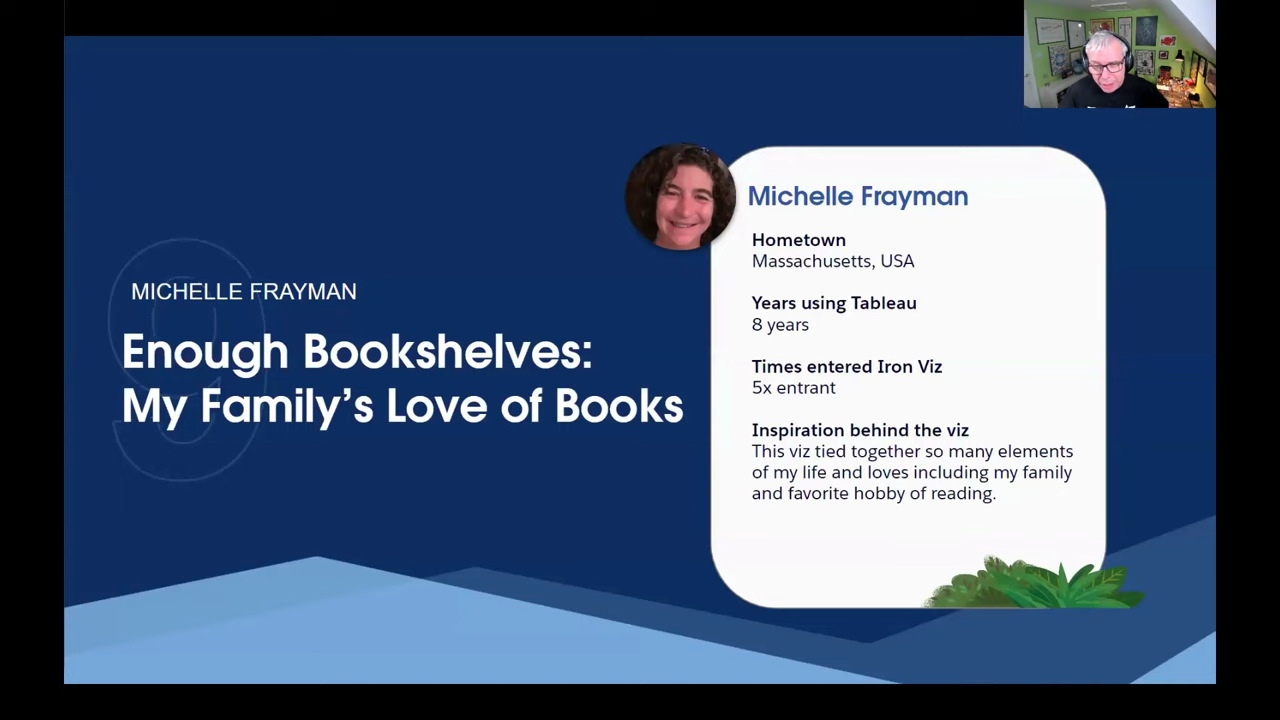 9
MICHELLE FRAYMAN
Enough Bookshelves:
My Family’s Love of Books
Michelle Frayman
Hometown
Massachusetts, USA
Years using Tableau
8 years
Times entered Iron Viz
5x entrant
Inspiration behind the viz
This viz tied together so many elements
of my life and loves including my family
and favorite hobby of reading.